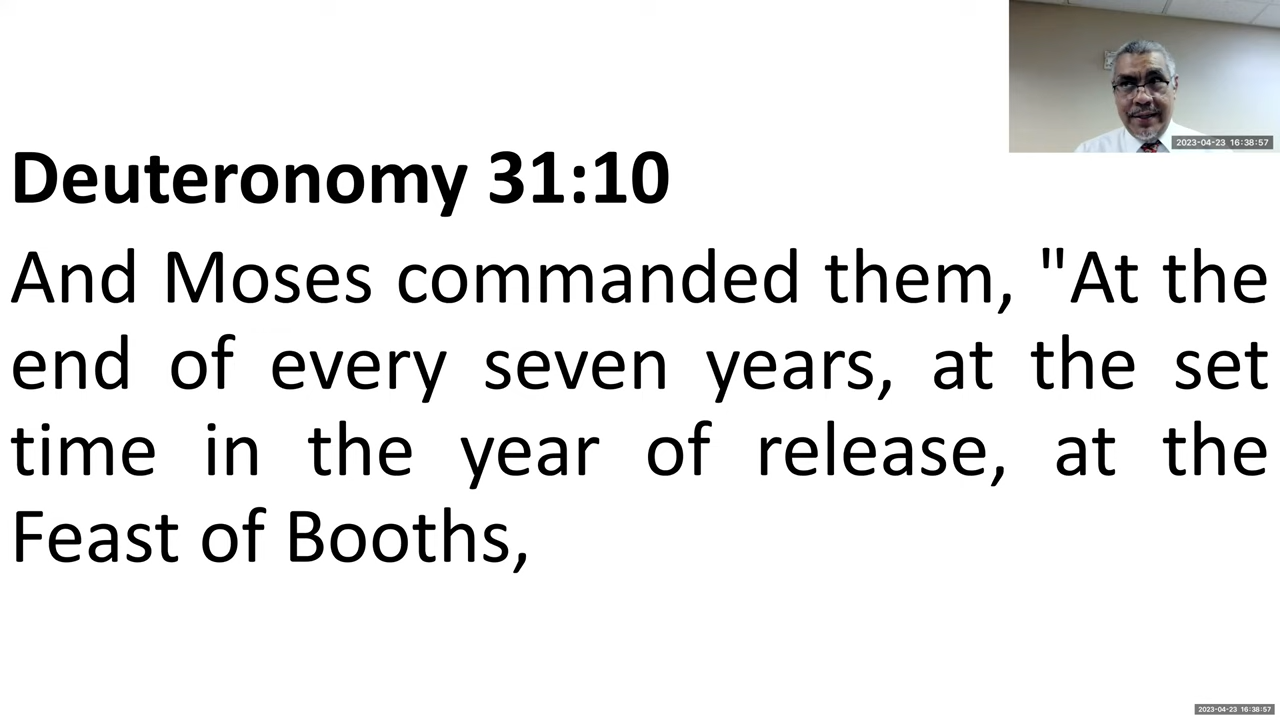 2023-04-23 16:38:57
Deuteronomy 31:10
And Moses commanded them, "At the
end of every seven years, at the set
time in the year of release, at the
Feast of Booths,
2023-04-23 16:38:57